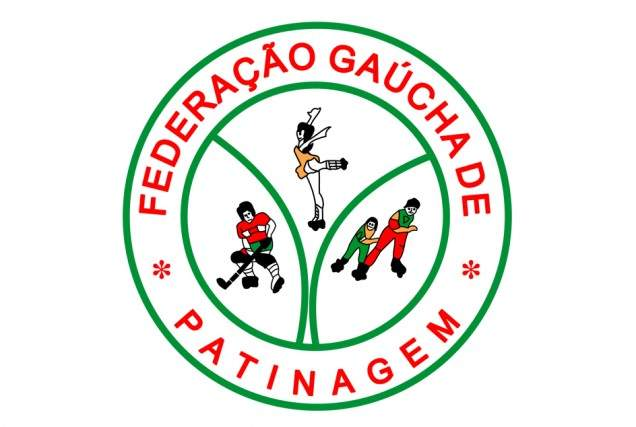 FEDERAÇÃO GAÚCHA DE
* PATINAGEM *